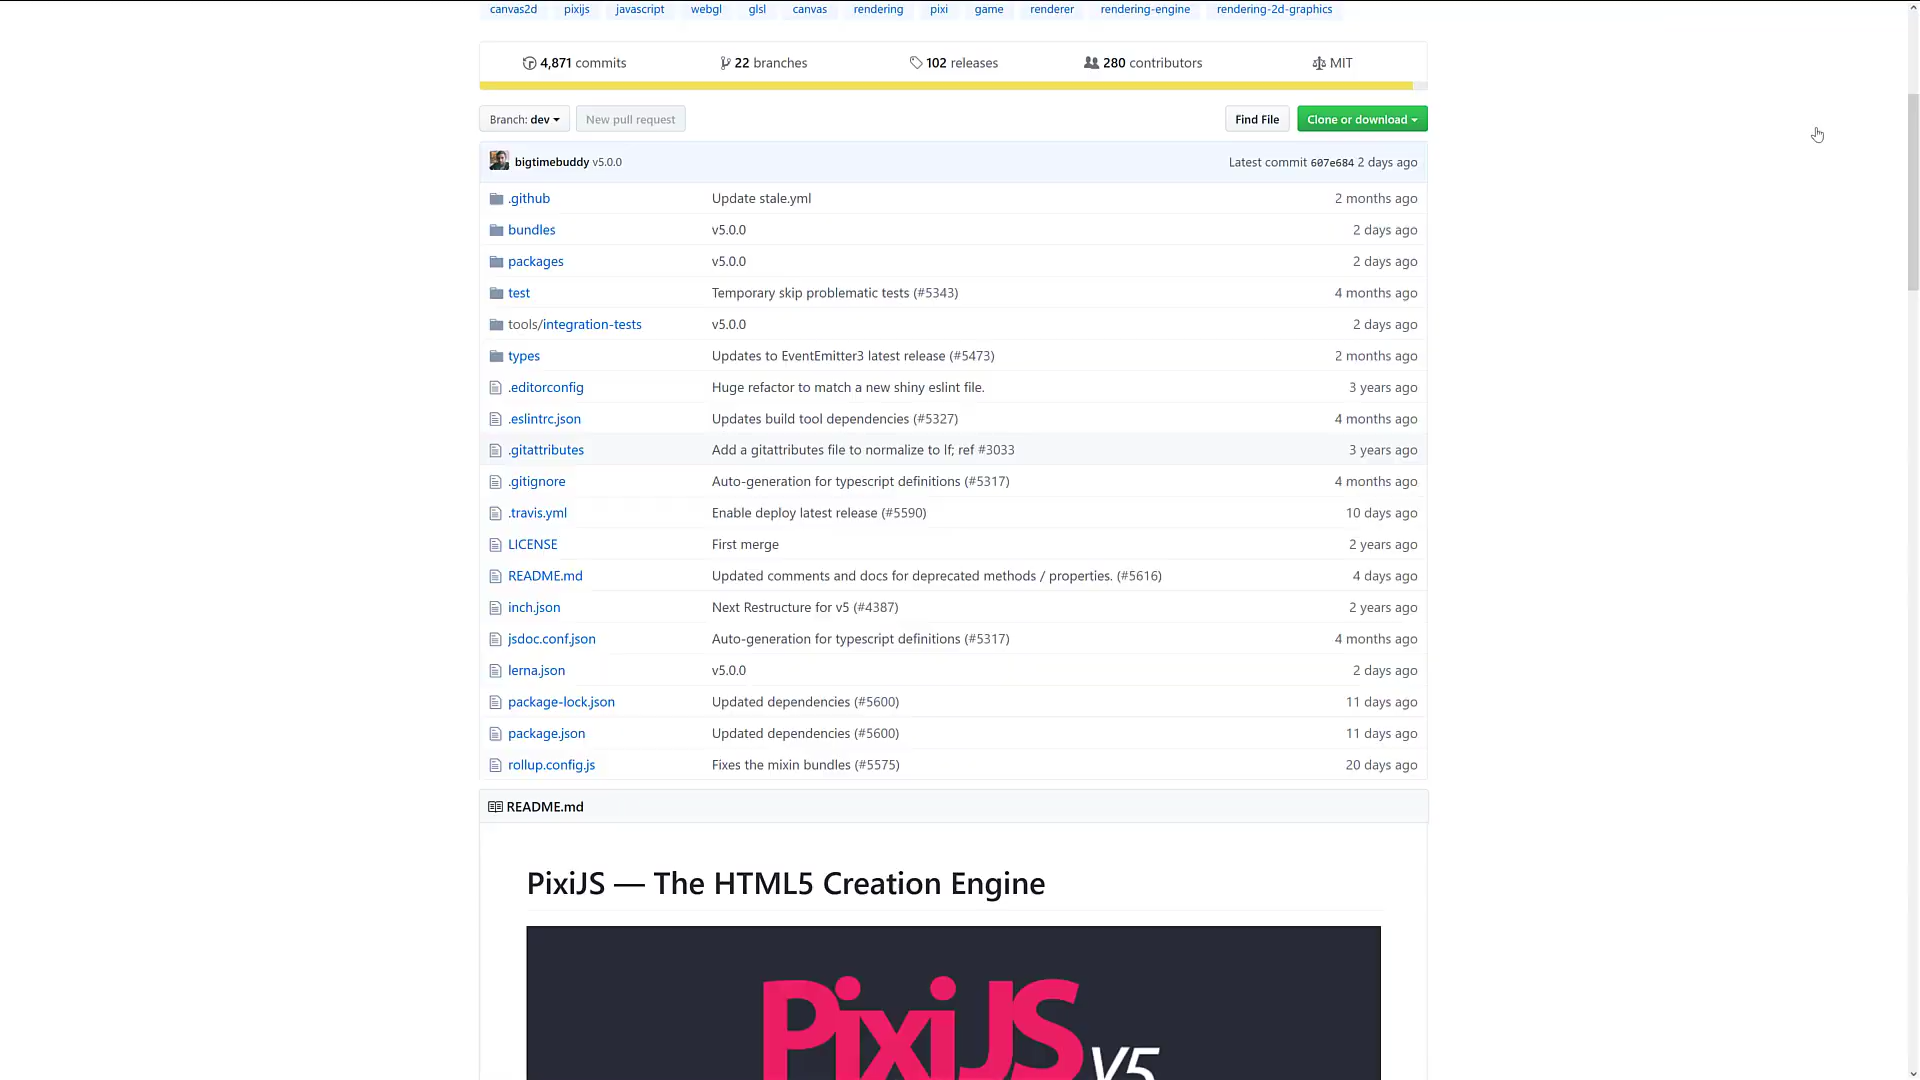 canvas2d pixijs javascript webgl glsl canvas rendering pixi game renderer rendering-engine rendering-2d-graphics
4,871 commits 22 branches 102 releases 280 contributors MIT
Branch: dev New pull request Find File Clone or download
bigtimebuddy v5.0.0 Latest commit 607e684 2 days ago
.github Update stale.yml 2 months ago
bundles v5.0.0 2 days ago
packages v5.0.0 2 days ago
test Temporary skip problematic tests (#5343) 4 months ago
tools/integration-tests v5.0.0 2 days ago
types Updates to EventEmitter3 latest release (#5473) 2 months ago
.editorconfig Huge refactor to match a new shiny eslint file. 3 years ago
.eslintrc.json Updates build tool dependencies (#5327) 4 months ago
.gitattributes Add a gitattributes file to normalize to lf; ref #3033 3 years ago
.gitignore Auto-generation for typescript definitions (#5317) 4 months ago
.travis.yml Enable deploy latest release (#5590) 10 days ago
LICENSE First merge 2 years ago
README.md Updated comments and docs for deprecated methods / properties. (#5616) 4 days ago
inch.json Next Restructure for v5 (#4387) 2 years ago
jsdoc.conf.json Auto-generation for typescript definitions (#5317) 4 months ago
lerna.json v5.0.0 2 days ago
package-lock.json Updated dependencies (#5600) 11 days ago
package.json Updated dependencies (#5600) 11 days ago
rollup.config.js Fixes the mixin bundles (#5575) 20 days ago
README.md
PixiJS — The HTML5 Creation Engine
PixiJS v5